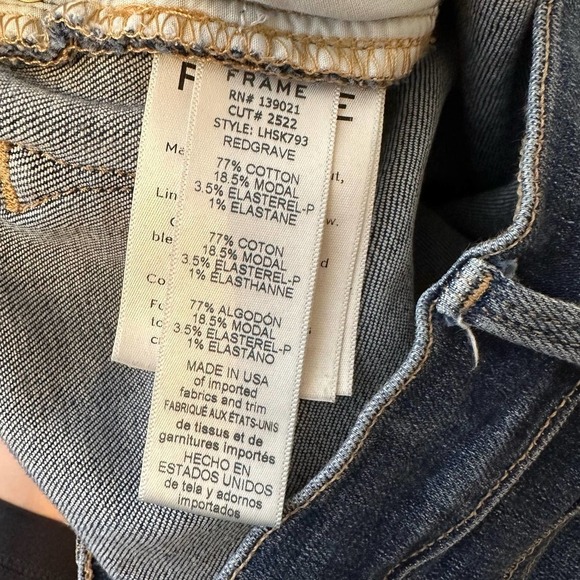 FRAME
RN# 139021
CUT# 2522
STYLE: LHSK793
REDGRAVE
77% COTTON
18.5% MODAL
3.5% ELASTEREL-P
1% ELASTANE
77% COTON
18.5% MODAL
3.5% ELASTEREL-P
1% ELASTHANNE
77% ALGODÓN
18.5% MODAL
3.5% ELASTEREL-P
1% ELASTANO
MADE IN USA
of imported
fabrics and trim
FABRIQUÉ AUX ÉTATS-UNIS
de tissus et de
garnitures importés
HECHO EN
ESTADOS UNIDOS
de tela y adornos
importados